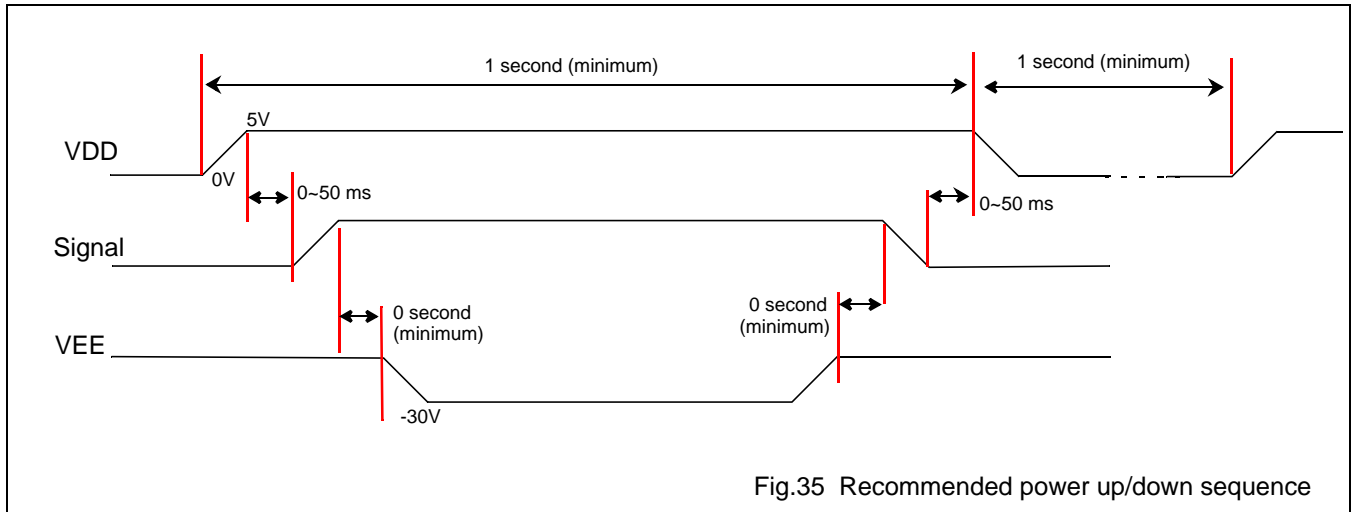 1 second (minimum)
1 second (minimum)
5V
VDD
0V
0~50 ms
0~50 ms
Signal
0 second
(minimum)
0 second
(minimum)
VEE
-30V
Fig.35 Recommended power up/down sequence